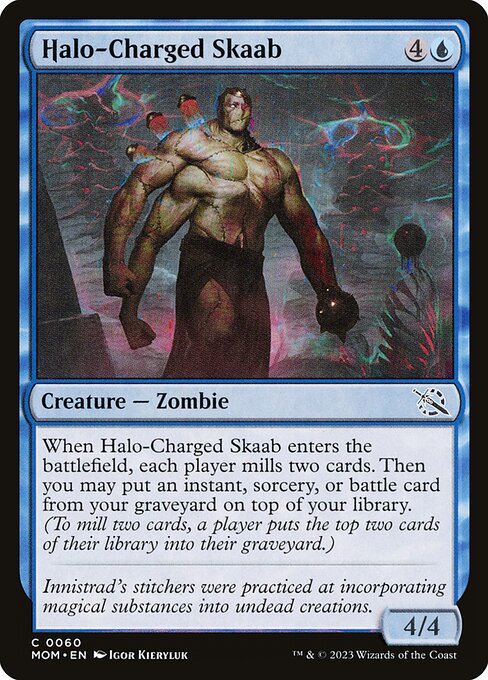 Halo-Charged Skaab 4
Creature — Zombie
When Halo-Charged Skaab enters the
battlefield, each player mills two cards. Then
you may put an instant, sorcery, or battle card
from your graveyard on top of your library.
(To mill two cards, a player puts the top two cards
of their library into their graveyard.)
Innistrad's stitchers were practiced at incorporating
magical substances into undead creations.
4/4
C 0060
MOM • EN Igor Kieryluk
™ & © 2023 Wizards of the Coast